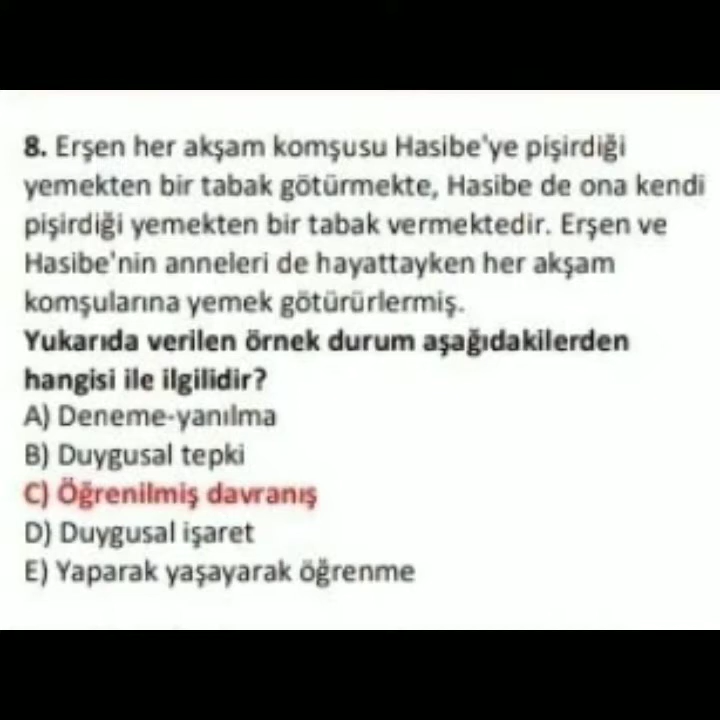 8. Erşen her akşam komşusu Hasibe'ye pişirdiği
yemekten bir tabak götürmekte, Hasibe de ona kendi
pişirdiği yemekten bir tabak vermektedir. Erşen ve
Hasibe'nin anneleri de hayattayken her akşam
komşularına yemek götürürlermiş.
Yukarıda verilen örnek durum aşağıdakilerden
hangisi ile ilgilidir?
A) Deneme-yanılma
B) Duygusal tepki
C) Öğrenilmiş davranış
D) Duygusal işaret
E) Yaparak yaşayarak öğrenme